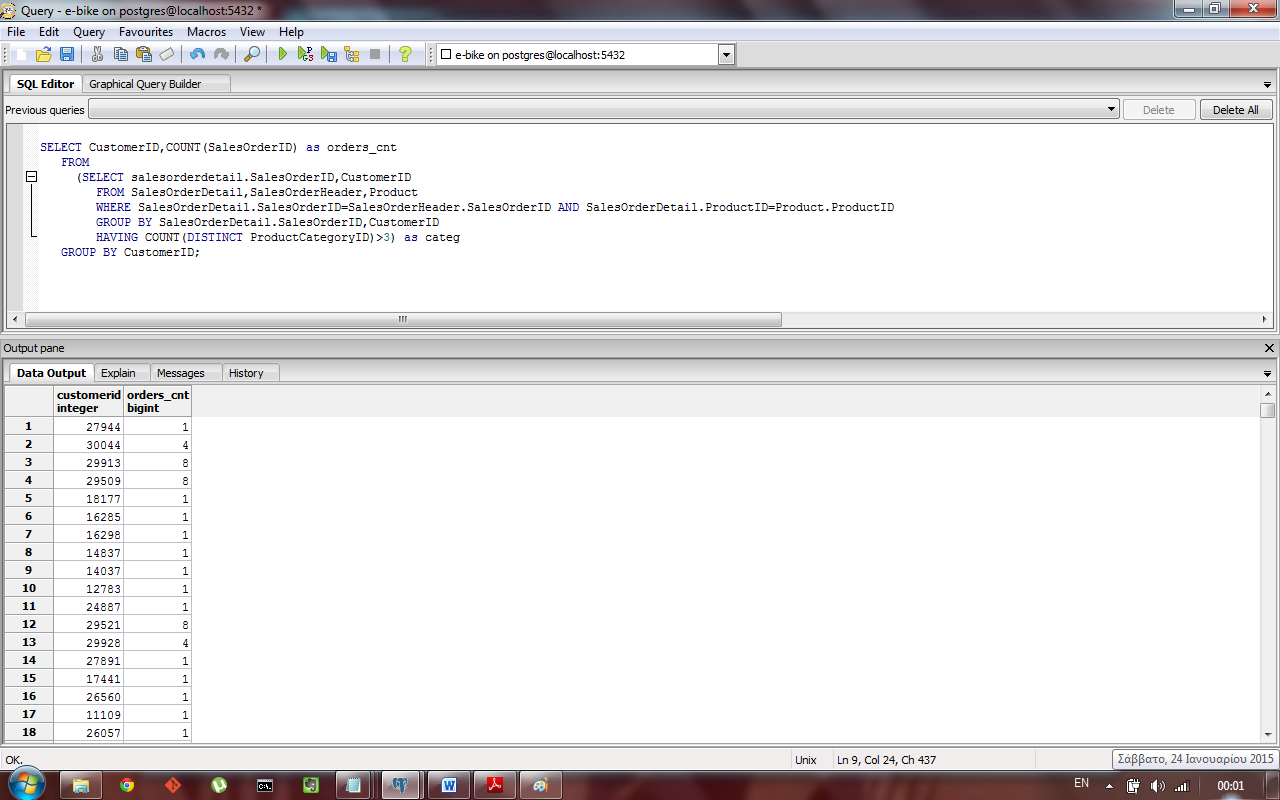 Query - e-bike on postgres@localhost:5432 *
File Edit Query Favourites Macros View Help
e-bike on postgres@localhost:5432
SQL Editor Graphical Query Builder
Previous queries Delete Delete All
SELECT CustomerID,COUNT(SalesOrderID) as orders_cnt
FROM
(SELECT salesorderdetail.SalesOrderID,CustomerID
FROM SalesOrderDetail,SalesOrderHeader,Product
WHERE SalesOrderDetail.SalesOrderID=SalesOrderHeader.SalesOrderID AND SalesOrderDetail.ProductID=Product.ProductID
GROUP BY SalesOrderDetail.SalesOrderID,CustomerID
HAVING COUNT(DISTINCT ProductCategoryID)>3) as categ
GROUP BY CustomerID;
Output pane
Data Output Explain Messages History
customerid orders_cnt
integer bigint
1 27944 1
2 30044 4
3 29913 8
4 29509 8
5 18177 1
6 16285 1
7 16298 1
8 14837 1
9 14037 1
10 12783 1
11 24887 1
12 29521 8
13 29928 4
14 27891 1
15 17441 1
16 26560 1
17 11109 1
18 26057 1
OK. Unix Ln 9, Col 24, Ch 437
Σάββατο, 24 Ιανουαρίου 2015
EN 00:01